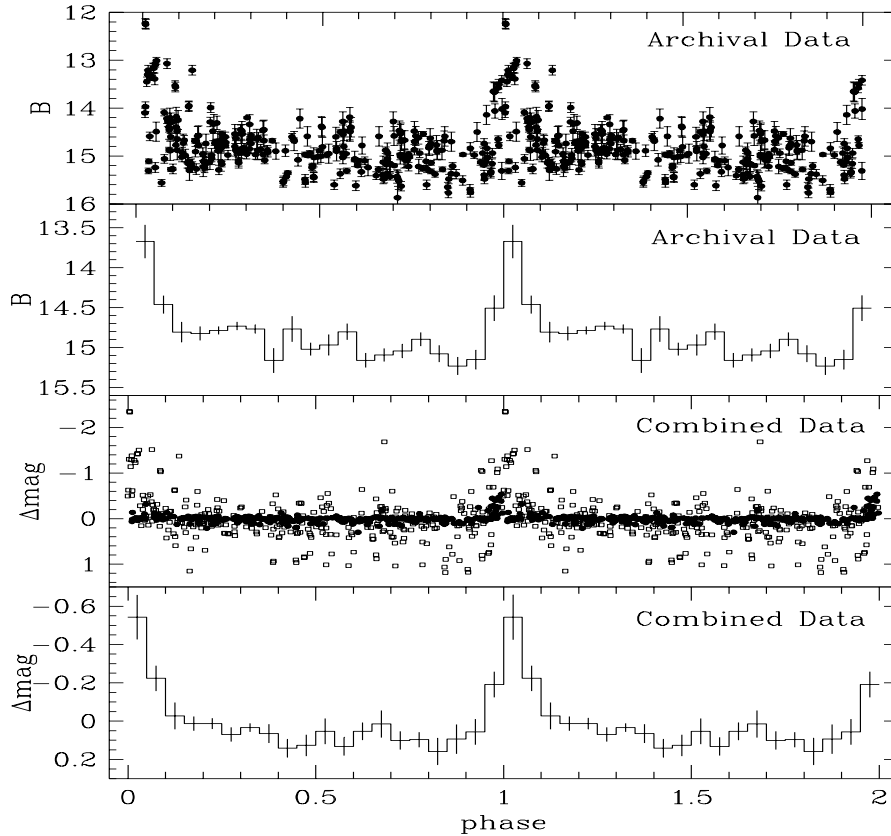 12
13
14
15
16
B
Archival Data
13.5
14
14.5
15
15.5
B
Archival Data
−2
−1
0
1
Δmag
Combined Data
−0.6
−0.4
−0.2
0
0.2
Δmag
Combined Data
0 0.5 1 1.5 2
phase